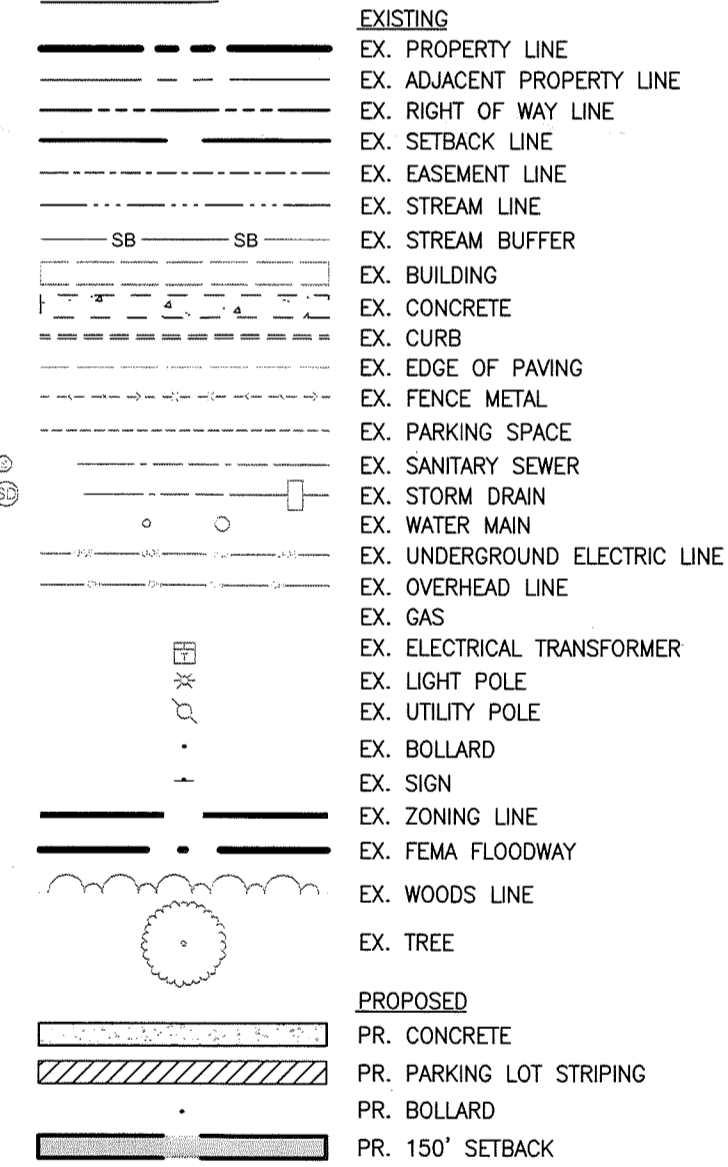 EXISTING
EX. PROPERTY LINE
EX. ADJACENT PROPERTY LINE
EX. RIGHT OF WAY LINE
EX. SETBACK LINE
EX. EASEMENT LINE
EX. STREAM LINE
SB SB EX. STREAM BUFFER
EX. BUILDING
EX. CONCRETE
EX. CURB
EX. EDGE OF PAVING
EX. FENCE METAL
EX. PARKING SPACE
EX. SANITARY SEWER
SD EX. STORM DRAIN
EX. WATER MAIN
EX. UNDERGROUND ELECTRIC LINE
EX. OVERHEAD LINE
EX. GAS
T EX. ELECTRICAL TRANSFORMER
EX. LIGHT POLE
EX. UTILITY POLE
EX. BOLLARD
EX. SIGN
EX. ZONING LINE
EX. FEMA FLOODWAY
EX. WOODS LINE
EX. TREE
PROPOSED
PR. CONCRETE
PR. PARKING LOT STRIPING
PR. BOLLARD
PR. 150' SETBACK